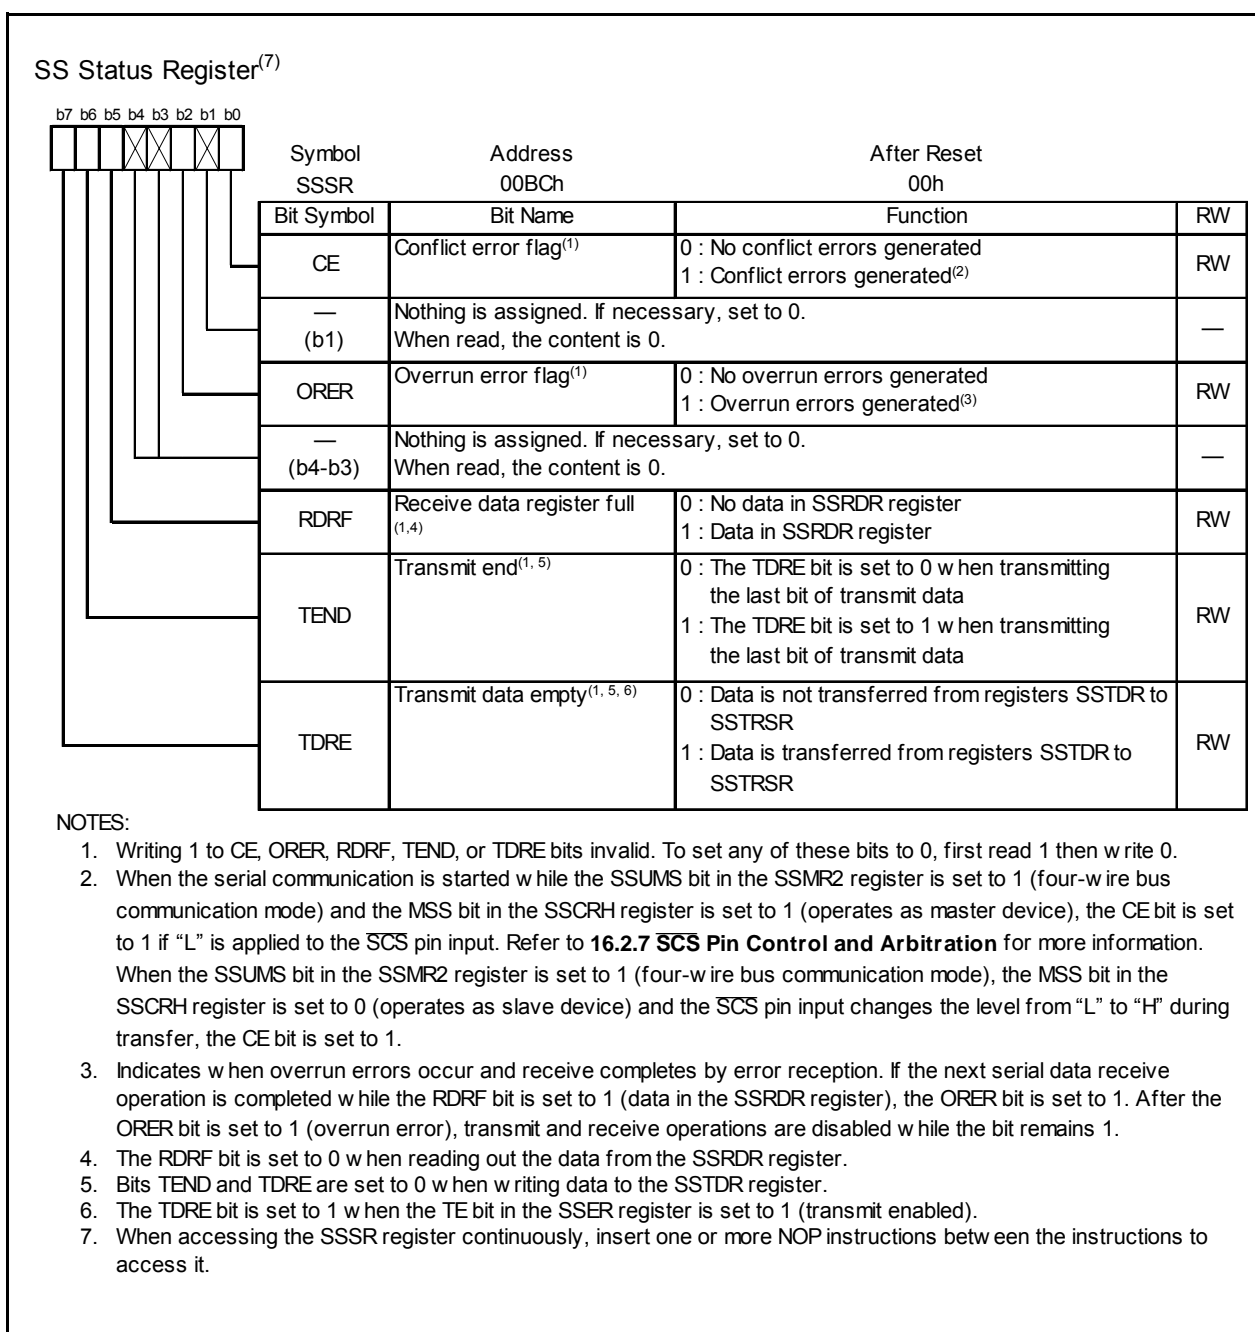 SS Status Register(7)
b7 b6 b5 b4 b3 b2 b1 b0
Symbol Address After Reset
SSSR 00BCh 00h
Bit Symbol Bit Name Function RW
CE Conflict error flag(1) 0 : No conflict errors generated RW
1 : Conflict errors generated(2)
— Nothing is assigned. If necessary, set to 0. —
(b1) When read, the content is 0.
ORER Overrun error flag(1) 0 : No overrun errors generated RW
1 : Overrun errors generated(3)
— Nothing is assigned. If necessary, set to 0. —
(b4-b3) When read, the content is 0.
RDRF Receive data register full 0 : No data in SSRDR register RW
(1,4) 1 : Data in SSRDR register
Transmit end(1, 5) 0 : The TDRE bit is set to 0 when transmitting
the last bit of transmit data
TEND 1 : The TDRE bit is set to 1 when transmitting RW
the last bit of transmit data
Transmit data empty(1, 5, 6) 0 : Data is not transferred from registers SSTDR to
SSTRSR
TDRE 1 : Data is transferred from registers SSTDR to RW
SSTRSR
NOTES:
1. Writing 1 to CE, ORER, RDRF, TEND, or TDRE bits invalid. To set any of these bits to 0, first read 1 then write 0.
2. When the serial communication is started while the SSUMS bit in the SSMR2 register is set to 1 (four-wire bus
communication mode) and the MSS bit in the SSCRH register is set to 1 (operates as master device), the CE bit is set
to 1 if “L” is applied to the SCS pin input. Refer to 16.2.7 SCS Pin Control and Arbitration for more information.
When the SSUMS bit in the SSMR2 register is set to 1 (four-wire bus communication mode), the MSS bit in the
SSCRH register is set to 0 (operates as slave device) and the SCS pin input changes the level from “L” to “H” during
transfer, the CE bit is set to 1.
3. Indicates when overrun errors occur and receive completes by error reception. If the next serial data receive
operation is completed while the RDRF bit is set to 1 (data in the SSRDR register), the ORER bit is set to 1. After the
ORER bit is set to 1 (overrun error), transmit and receive operations are disabled while the bit remains 1.
4. The RDRF bit is set to 0 when reading out the data from the SSRDR register.
5. Bits TEND and TDRE are set to 0 when writing data to the SSTDR register.
6. The TDRE bit is set to 1 when the TE bit in the SSER register is set to 1 (transmit enabled).
7. When accessing the SSSR register continuously, insert one or more NOP instructions between the instructions to
access it.